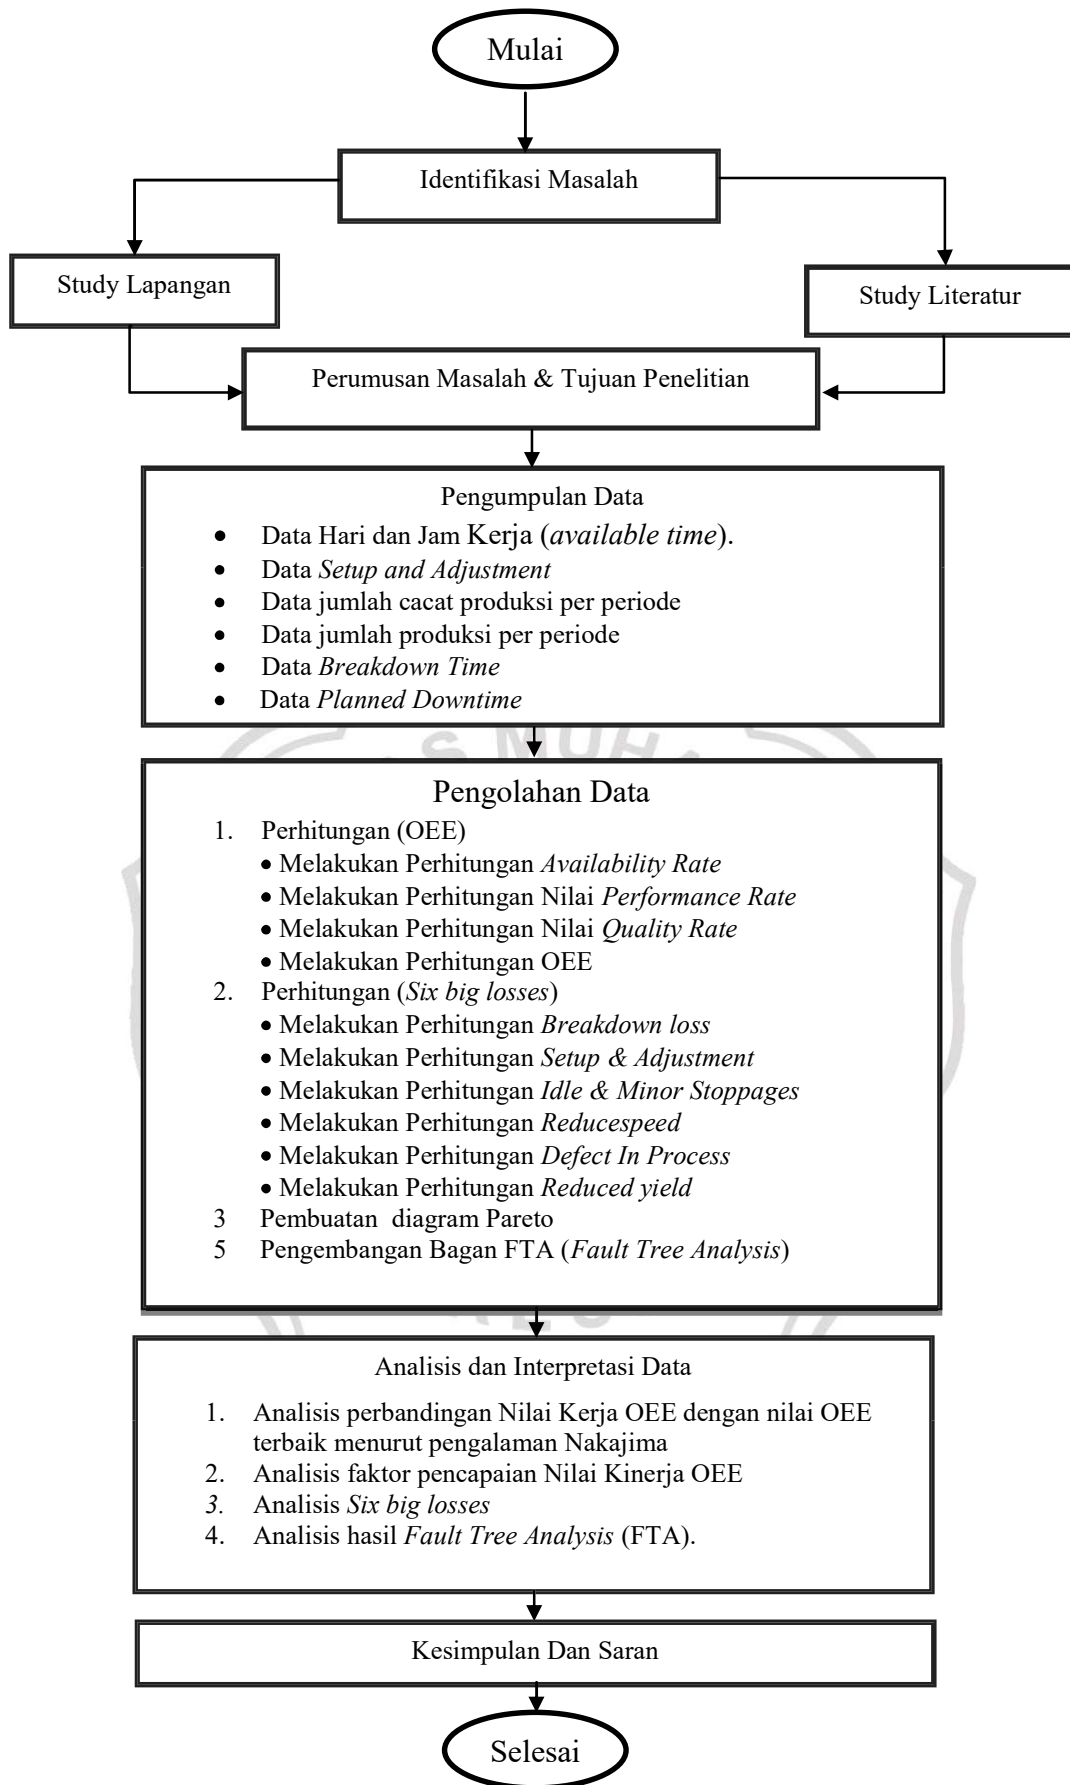 Mulai
Identifikasi Masalah
Study Lapangan
Study Literatur
Perumusan Masalah & Tujuan Penelitian
Pengumpulan Data
• Data Hari dan Jam Kerja (available time).
• Data Setup and Adjustment
• Data jumlah cacat produksi per periode
• Data jumlah produksi per periode
• Data Breakdown Time
• Data Planned Downtime
S MUH
Pengolahan Data
1. Perhitungan (OEE)
• Melakukan Perhitungan Availability Rate
• Melakukan Perhitungan Nilai Performance Rate
• Melakukan Perhitungan Nilai Quality Rate
• Melakukan Perhitungan OEE
2. Perhitungan (Six big losses)
• Melakukan Perhitungan Breakdown loss
• Melakukan Perhitungan Setup & Adjustment
• Melakukan Perhitungan Idle & Minor Stoppages
• Melakukan Perhitungan Reducespeed
• Melakukan Perhitungan Defect In Process
• Melakukan Perhitungan Reduced yield
3 Pembuatan diagram Pareto
5 Pengembangan Bagan FTA (Fault Tree Analysis)
Analisis dan Interpretasi Data
1. Analisis perbandingan Nilai Kerja OEE dengan nilai OEE
terbaik menurut pengalaman Nakajima
2. Analisis faktor pencapaian Nilai Kinerja OEE
3. Analisis Six big losses
4. Analisis hasil Fault Tree Analysis (FTA).
Kesimpulan Dan Saran
Selesai